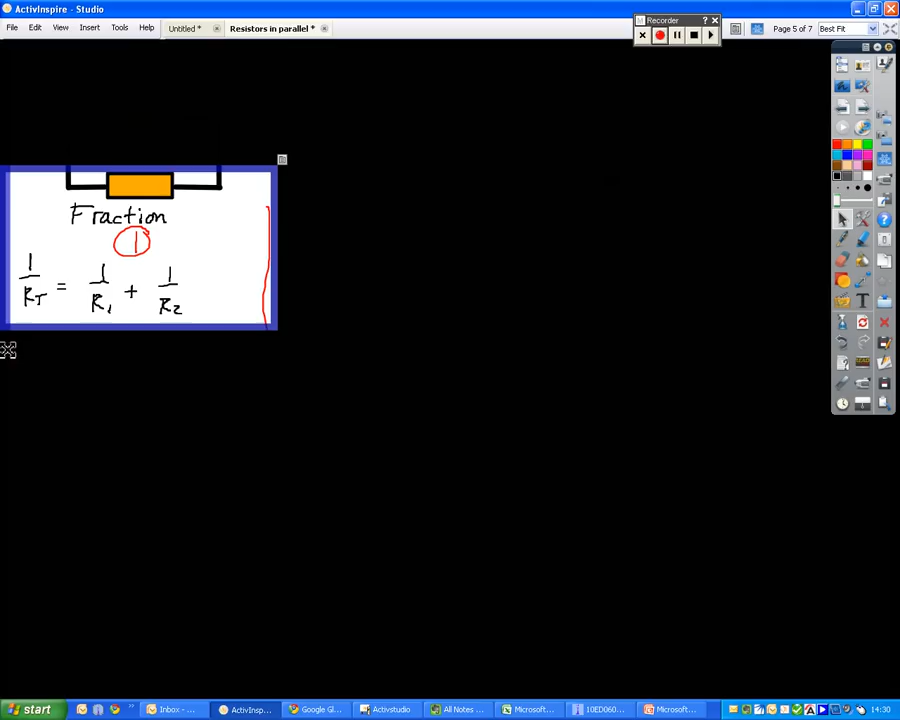 ActivInspire - Studio
File Edit View Insert Tools Help Untitled * Resistors in parallel * Recorder Page 5 of 7 Best Fit
Fraction
1
1/RT = 1/R1 + 1/R2
start Inbox - ... ActivInsp... Google Gl... Activstudio All Notes ... Microsoft... 10ED060... Microsoft... 14:30